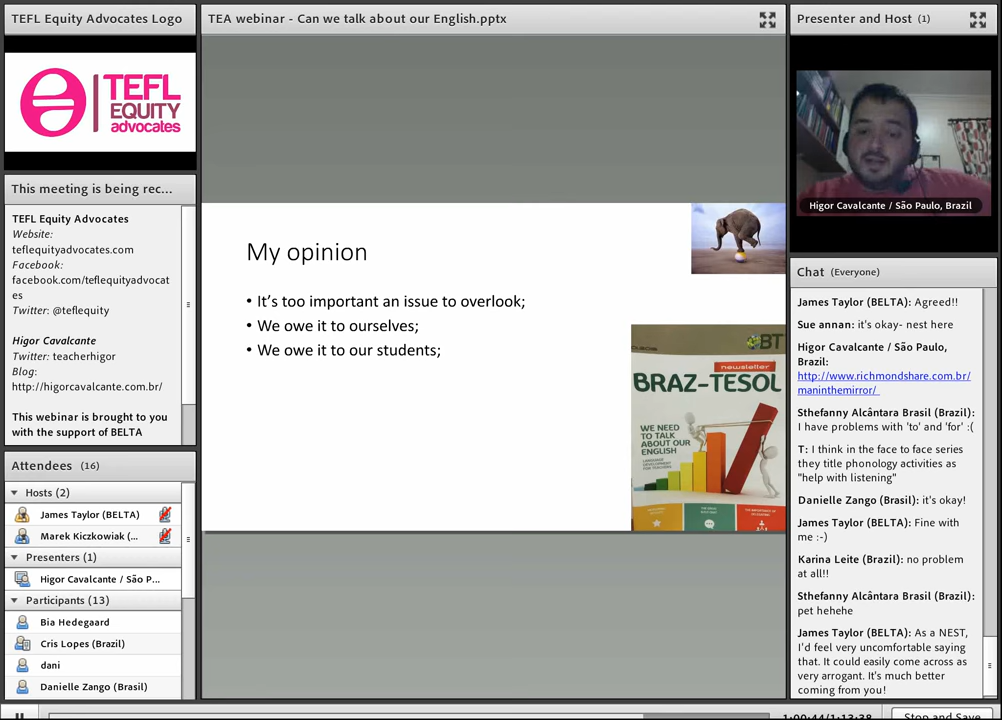 TEFL Equity Advocates Logo
TEFL
EQUITY
advocates
This meeting is being rec...
TEFL Equity Advocates
Website:
teflequityadvocates.com
Facebook:
facebook.com/teflequityadvocat
es
Twitter: @teflequity
Higor Cavalcante
Twitter: teacherhigor
Blog:
http://higorcavalcante.com.br/
This webinar is brought to you
with the support of BELTA
Attendees (16)
Hosts (2)
James Taylor (BELTA)
Marek Kiczkowiak (...
Presenters (1)
Higor Cavalcante / São P...
Participants (13)
Bia Hedegaard
Cris Lopes (Brazil)
dani
Danielle Zango (Brasil)
TEA webinar - Can we talk about our English.pptx
My opinion
• It's too important an issue to overlook;
• We owe it to ourselves;
• We owe it to our students;
BT
newsletter
BRAZ-TESOL
WE NEED
TO TALK
ABOUT OUR
ENGLISH
LANGUAGE
DEVELOPMENT
FOR TEACHERS
Presenter and Host (1)
Higor Cavalcante / São Paulo, Brazil
Chat (Everyone)
James Taylor (BELTA): Agreed!!
Sue annan: it's okay- nest here
Higor Cavalcante / São Paulo,
Brazil:
http://www.richmondshare.com.br/
maninthemirror/
Sthefanny Alcântara Brasil (Brazil):
I have problems with 'to' and 'for' :(
T: I think in the face to face series
they title phonology activities as
"help with listening"
Danielle Zango (Brasil): it's okay!
James Taylor (BELTA): Fine with
me :-)
Karina Leite (Brazil): no problem
at all!!
Sthefanny Alcântara Brasil (Brazil):
pet hehehe
James Taylor (BELTA): As a NEST,
I'd feel very uncomfortable saying
that. It could easily come across as
very arrogant. It's much better
coming from you!
1:00:44/1:13:38
Stop and Save